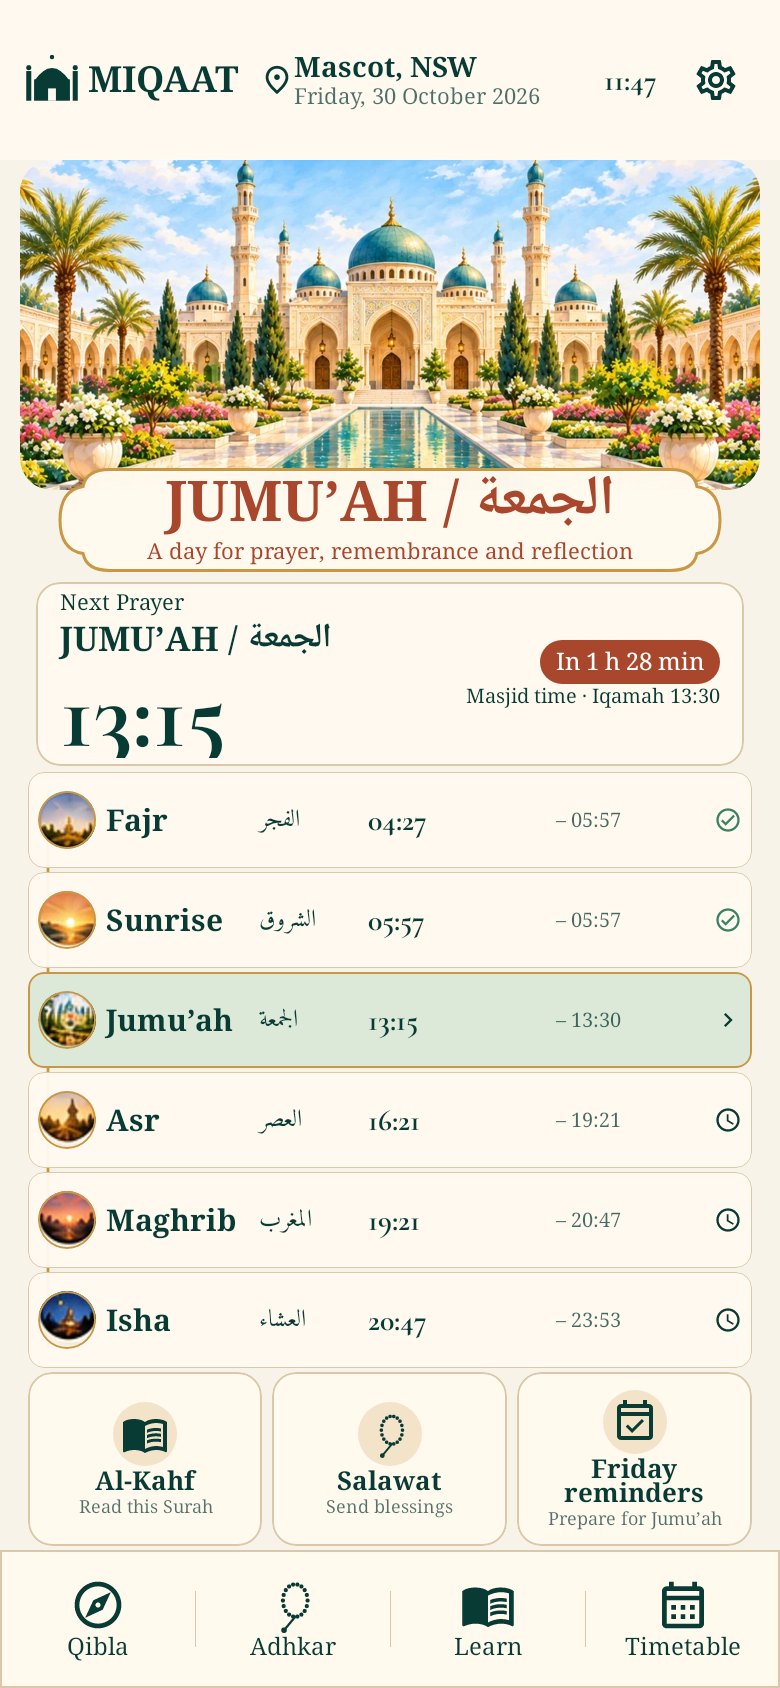 MIQAAT
Mascot, NSW
Friday, 30 October 2026
11:47
JUMU’AH / الجمعة
A day for prayer, remembrance and reflection
Next Prayer
JUMU’AH / الجمعة
In 1 h 28 min
13:15
Masjid time · Iqamah 13:30
Fajr الفجر 04:27 – 05:57
Sunrise الشروق 05:57 – 05:57
Jumu’ah الجمعة 13:15 – 13:30
Asr العصر 16:21 – 19:21
Maghrib المغرب 19:21 – 20:47
Isha العشاء 20:47 – 23:53
Al-Kahf
Read this Surah
Salawat
Send blessings
Friday
reminders
Prepare for Jumu’ah
Qibla
Adhkar
Learn
Timetable